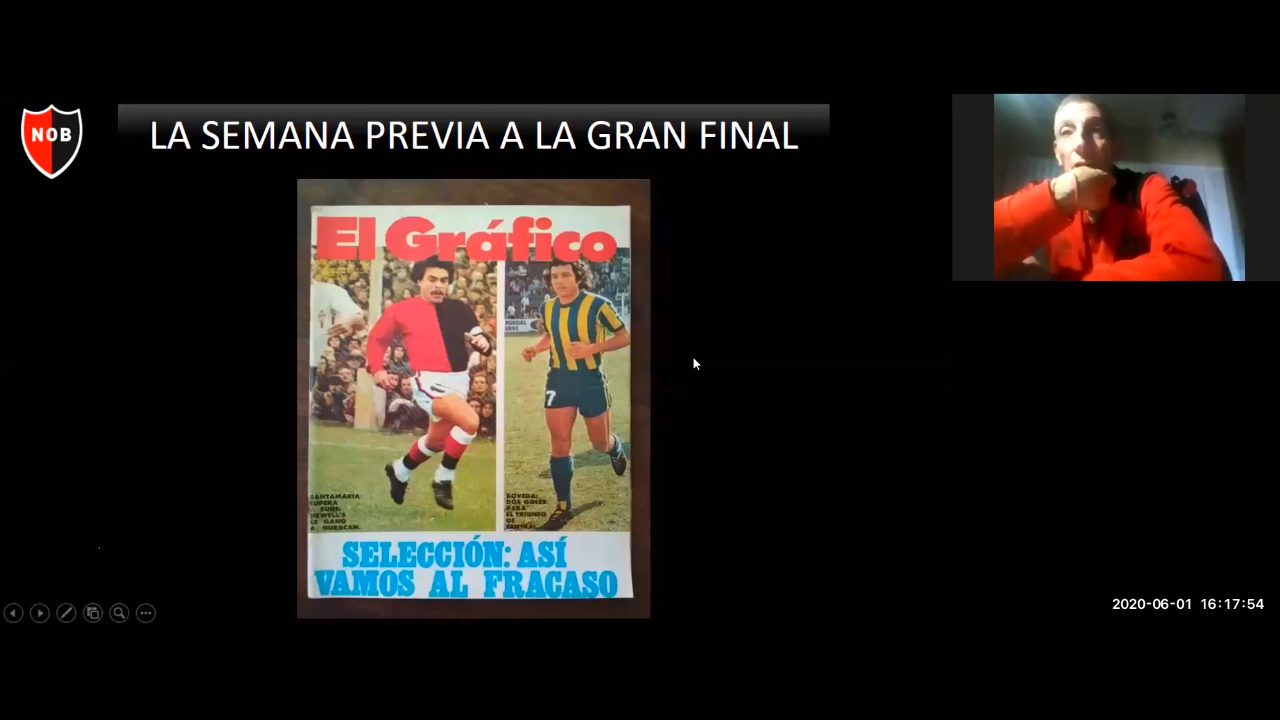 NOB
LA SEMANA PREVIA A LA GRAN FINAL
El Gráfico
SANTAMARIA
SUPERA
NEWELL'S
LE GANO
A HURACAN.
BOVEDA:
DOS GOLES
PARA
EL TRIUNFO
DE
CENTRAL
7
SELECCIÓN: ASÍ
VAMOS AL FRACASO
2020-06-01 16:17:54